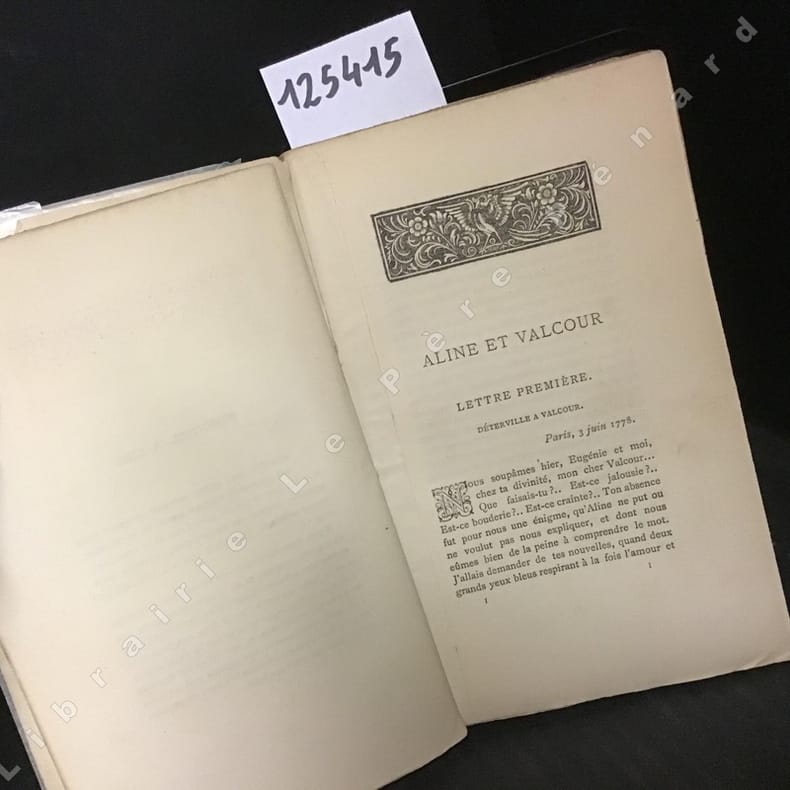 125415
ALINE ET VALCOUR
LETTRE PREMIÈRE.
DÉTERVILLE A VALCOUR.
Paris, 3 juin 1778.
Nous soupâmes hier, Eugénie et moi,
chez ta divinité, mon cher Valcour...
Que faisais-tu?.. Est-ce jalousie?..
Est-ce bouderie?.. Est-ce crainte?.. Ton absence
fut pour nous une énigme, qu'Aline ne put ou
ne voulut pas nous expliquer, et dont nous
eûmes bien de la peine à comprendre le mot.
J'allais demander de tes nouvelles, quand deux
grands yeux bleus respirant à la fois l'amour et
1 1
Librairie Le Père Pénard